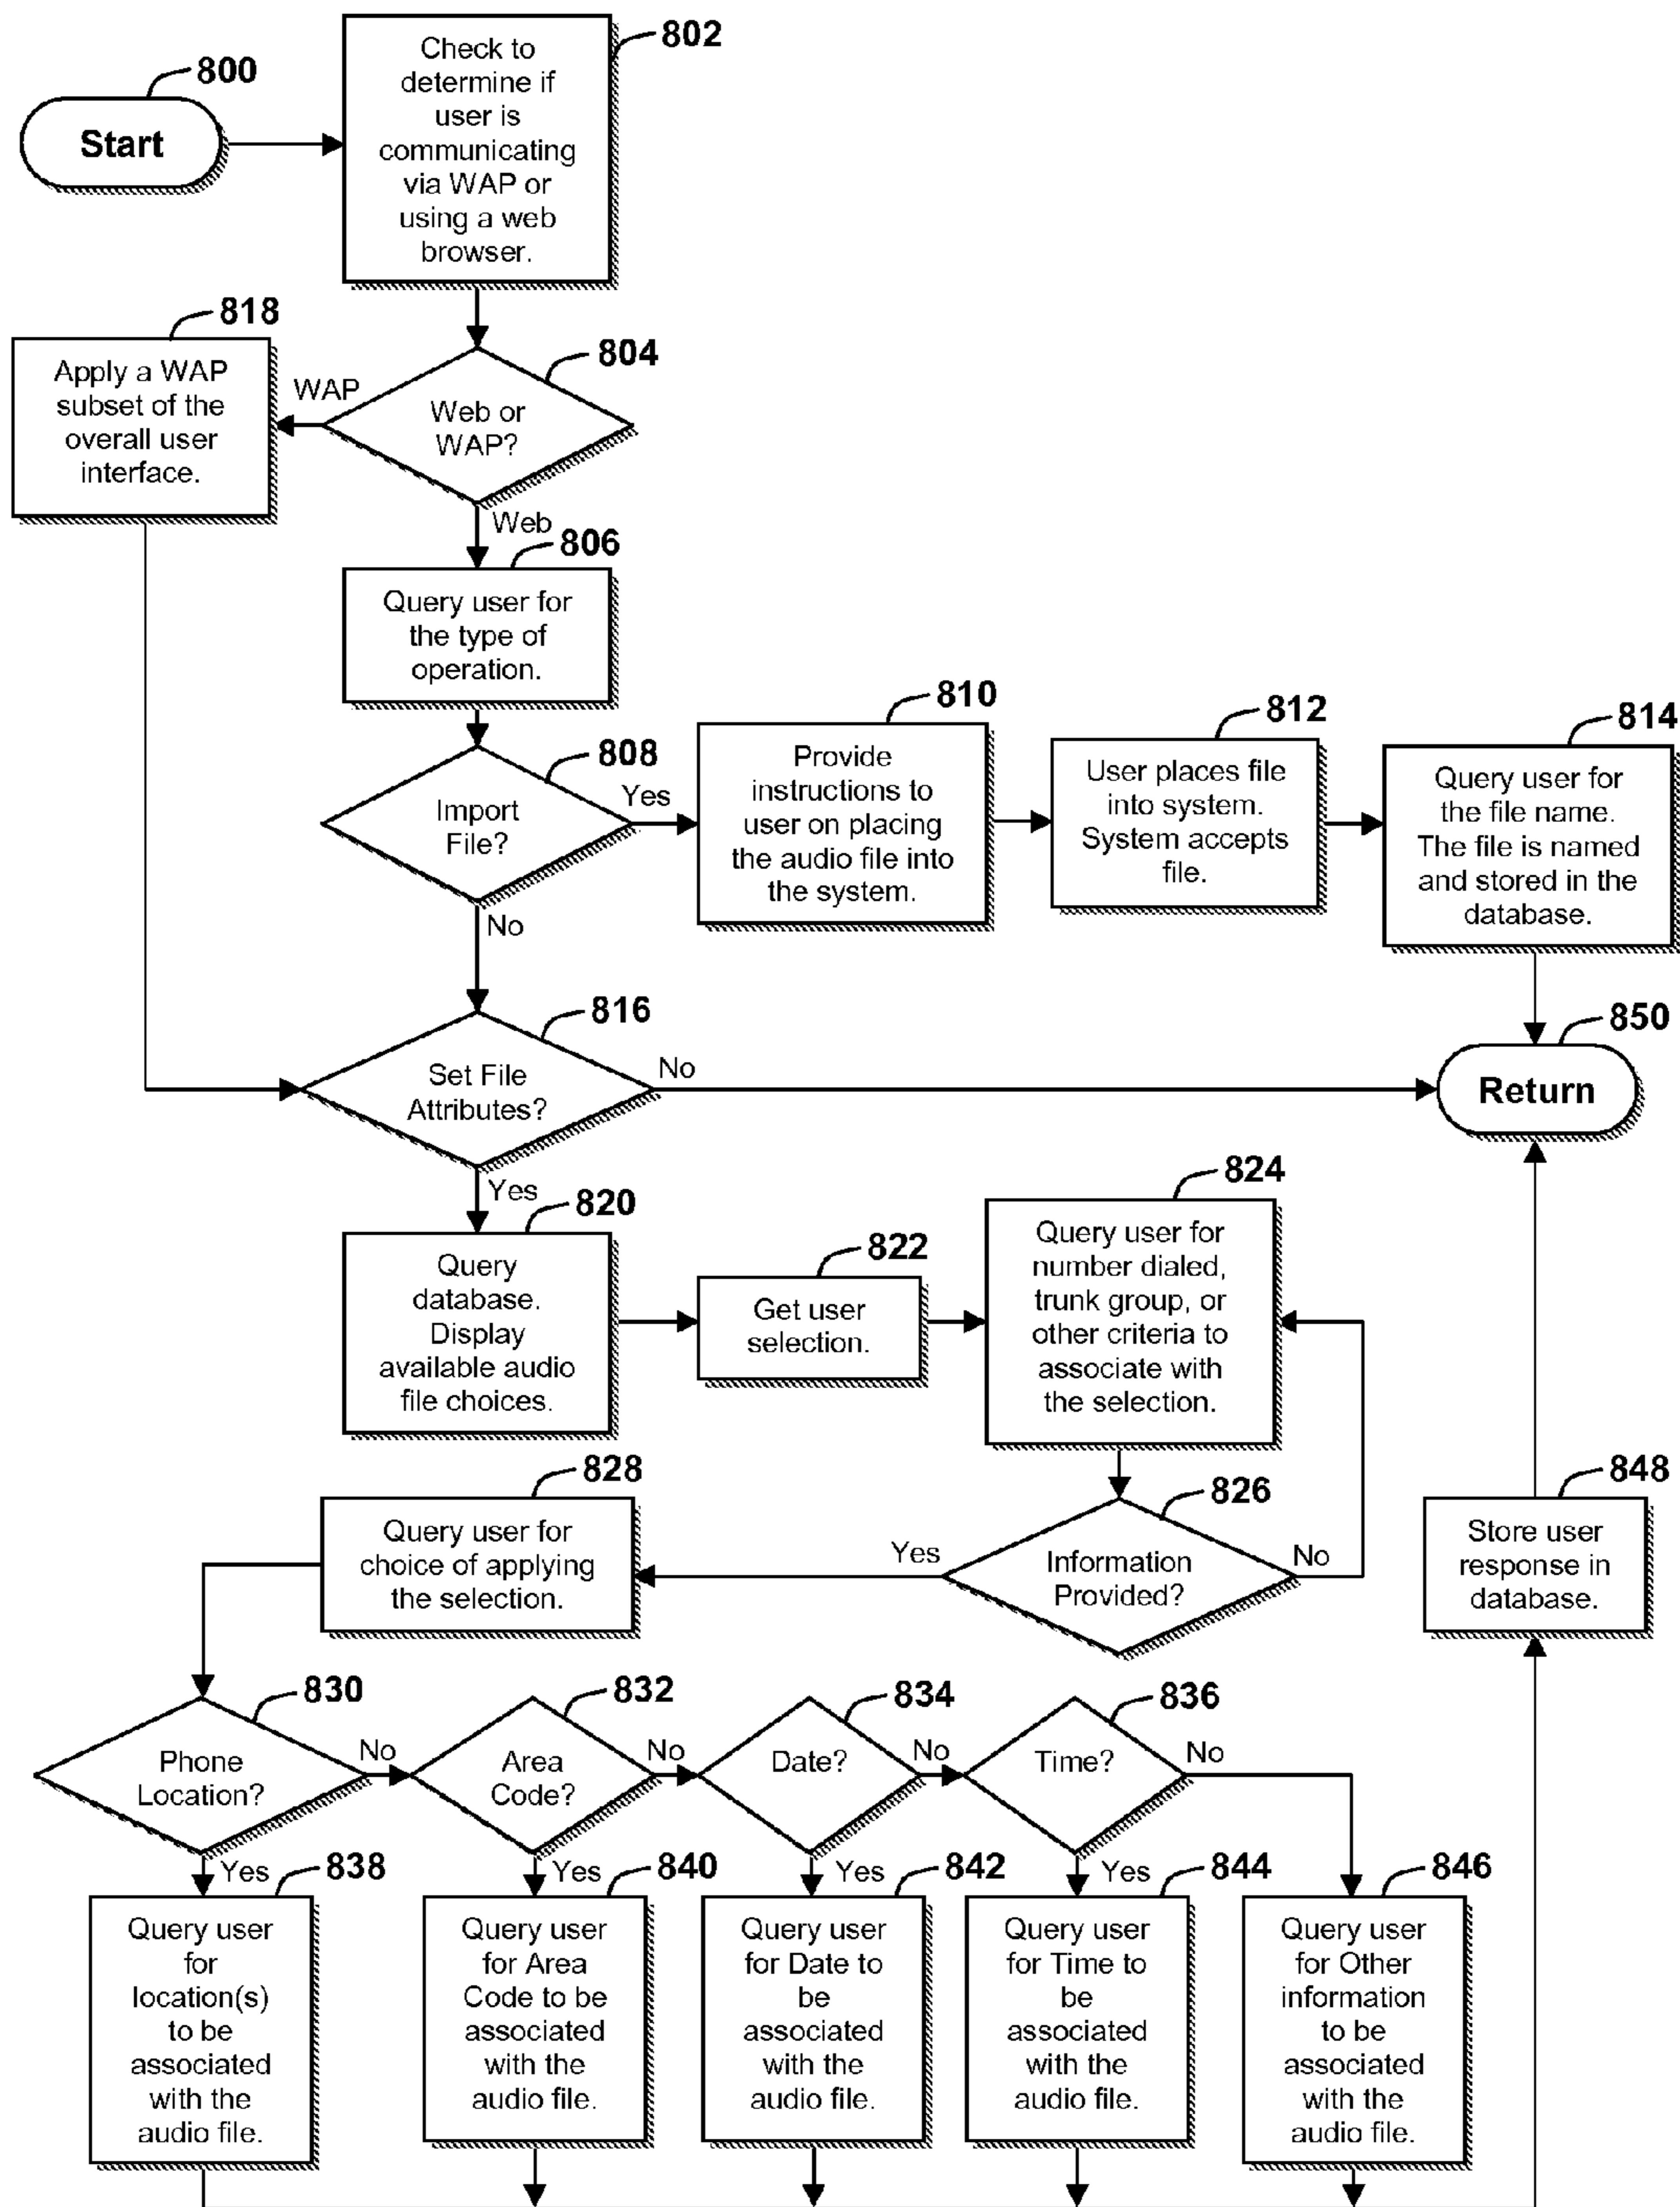 800
Start
802
Check to
determine if
user is
communicating
via WAP or
using a web
browser.
818
Apply a WAP
subset of the
overall user
interface.
WAP
804
Web or
WAP?
Web
806
Query user for
the type of
operation.
808
Import
File?
Yes
No
810
Provide
instructions to
user on placing
the audio file into
the system.
812
User places file
into system.
System accepts
file.
814
Query user for
the file name.
The file is named
and stored in the
database.
816
Set File
Attributes?
No
Yes
850
Return
820
Query
database.
Display
available audio
file choices.
822
Get user
selection.
824
Query user for
number dialed,
trunk group, or
other criteria to
associate with
the selection.
826
Information
Provided?
Yes
No
828
Query user for
choice of applying
the selection.
848
Store user
response in
database.
830
Phone
Location?
No
Yes
832
Area
Code?
No
Yes
834
Date?
No
Yes
836
Time?
No
Yes
838
Query user
for
location(s)
to be
associated
with the
audio file.
840
Query user
for Area
Code to be
associated
with the
audio file.
842
Query user
for Date to
be
associated
with the
audio file.
844
Query user
for Time to
be
associated
with the
audio file.
846
Query user
for Other
information
to be
associated
with the
audio file.